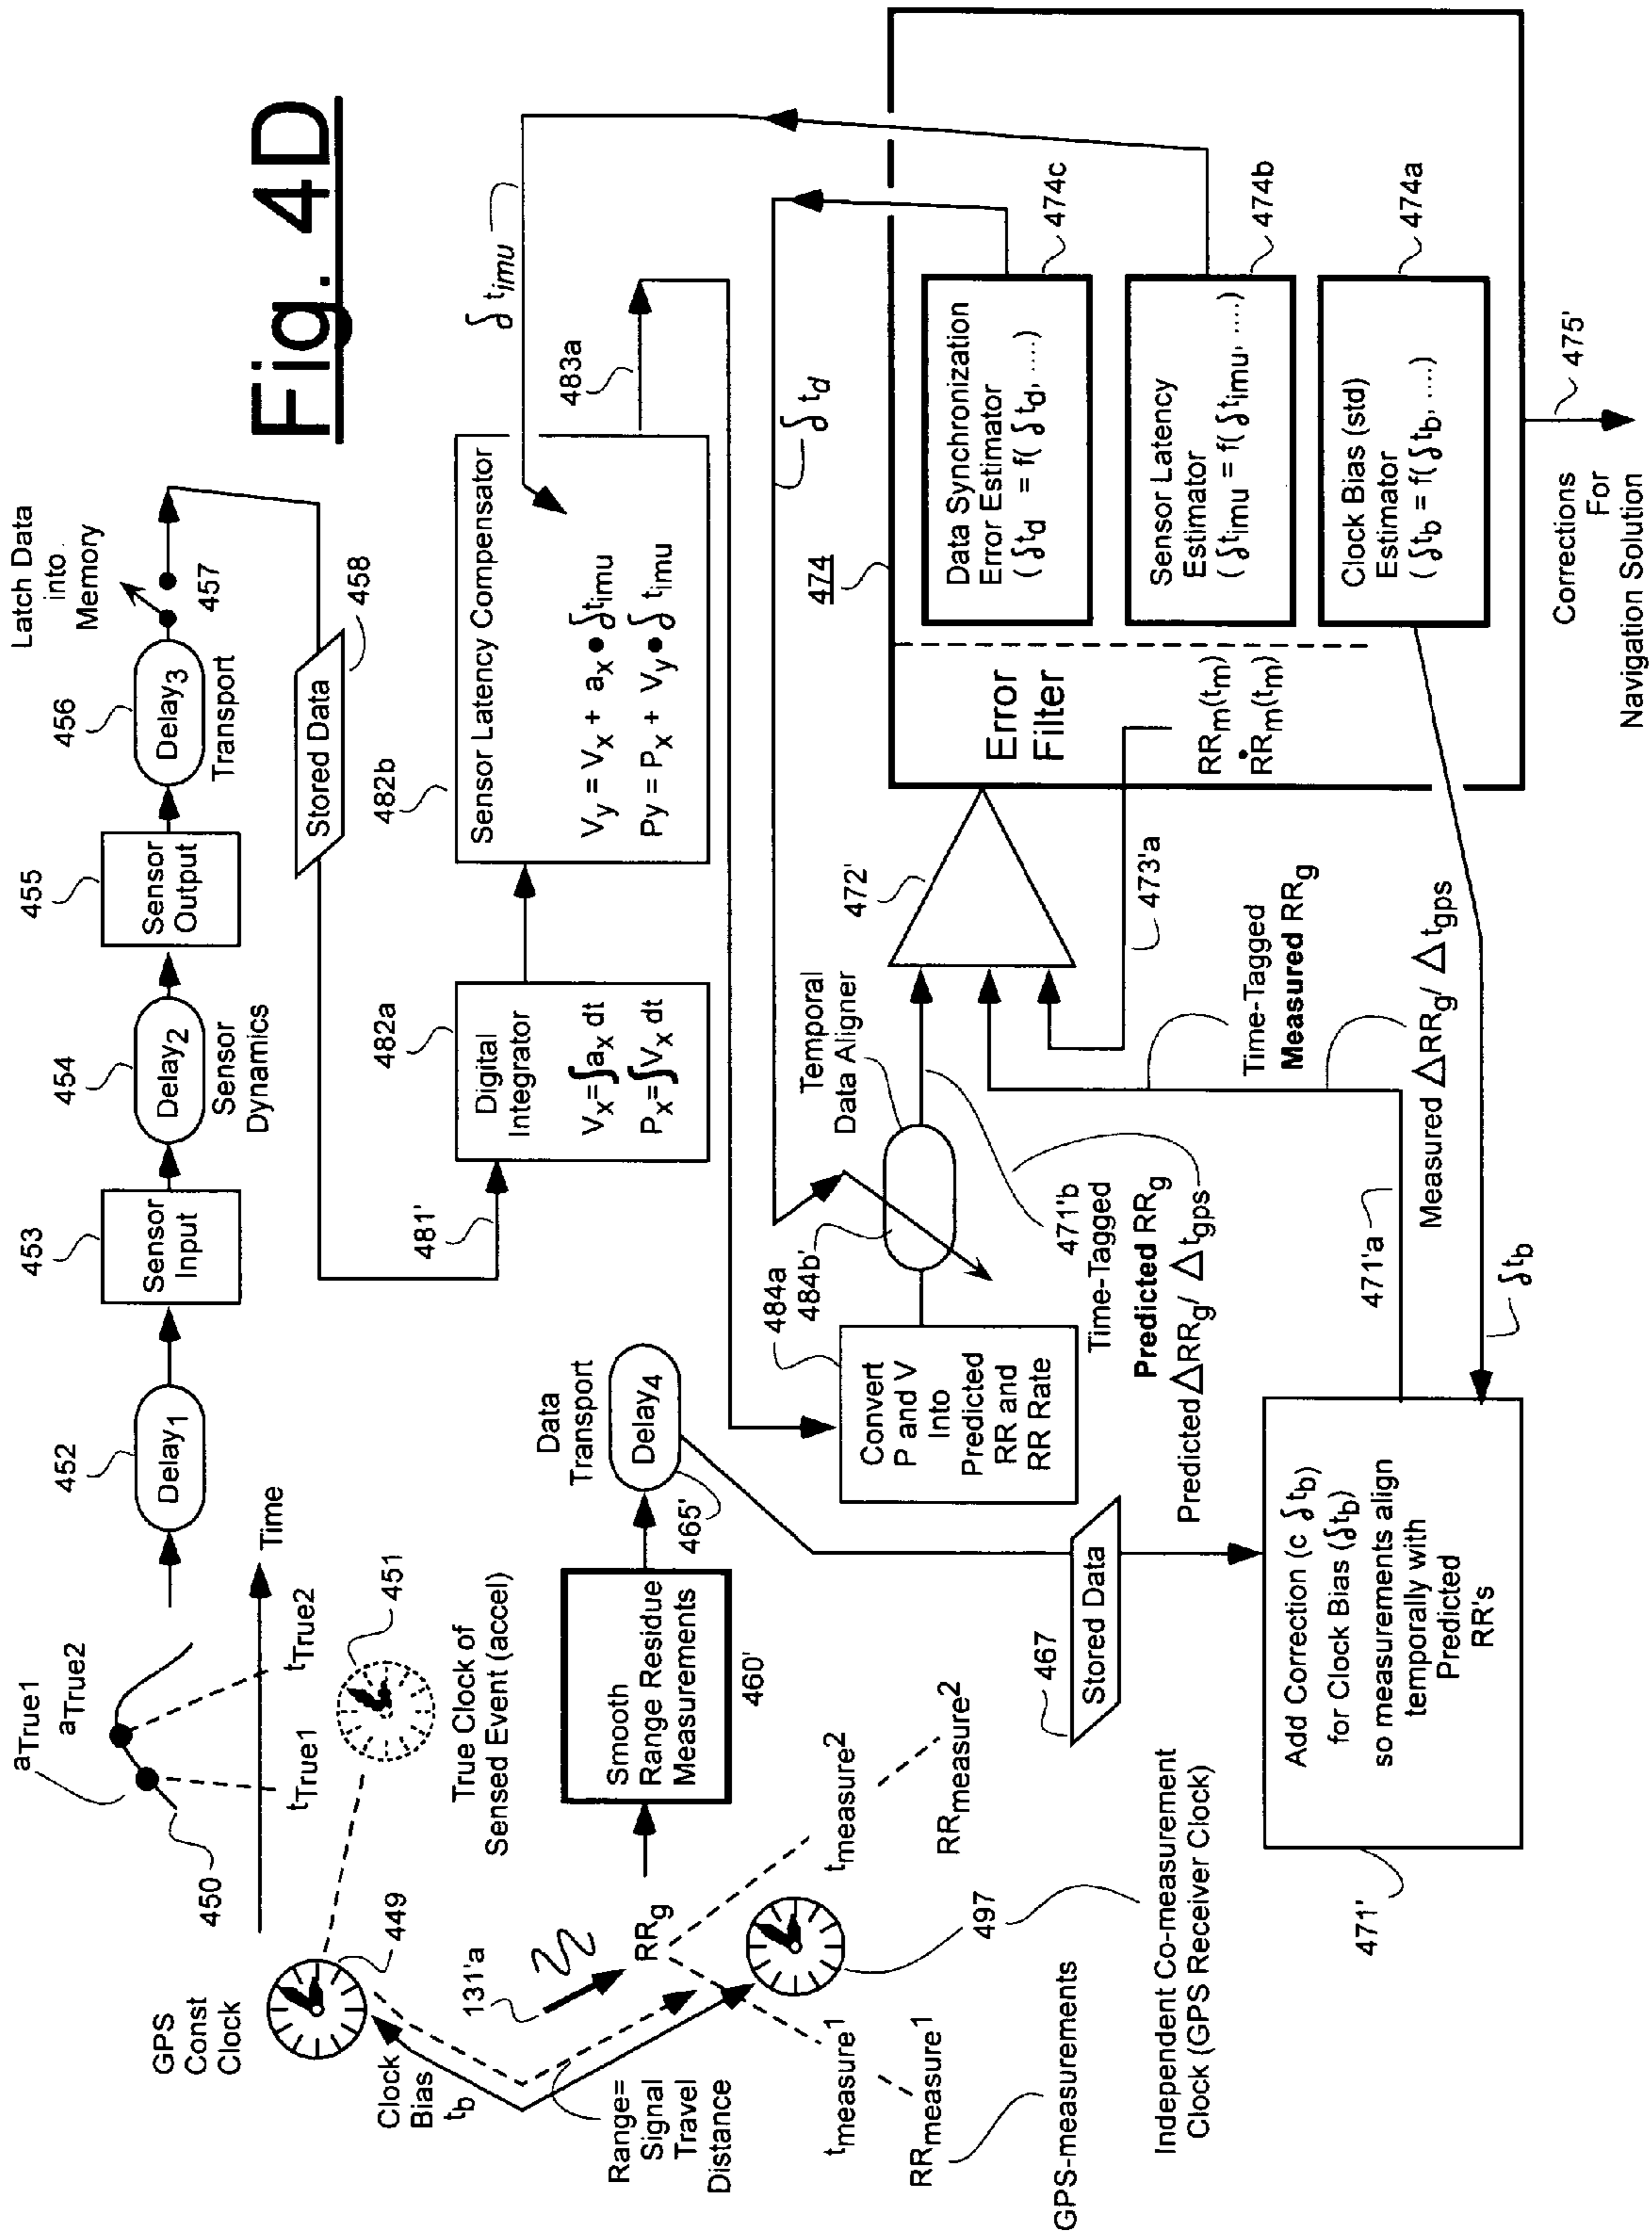 Fig. 4D
aTrue1
aTrue2
450
tTrue1
tTrue2
Time
GPS
Const
Clock
449
451
True Clock of
Sensed Event (accel)
Clock
Bias
tb
Range=
Signal
Travel
Distance
131'a
RRg
tmeasure1
RRmeasure1
tmeasure2
RRmeasure2
GPS-measurements
497
Independent Co-measurement
Clock (GPS Receiver Clock)
452
Delay1
453
Sensor
Input
454
Delay2
Sensor
Dynamics
455
Sensor
Output
456
Delay3
Transport
Latch Data
into
Memory
457
Stored Data
458
481'
482a
Digital
Integrator
Vx=∫ax dt
Px=∫Vx dt
482b
Sensor Latency Compensator
Vy = Vx + ax • δtimu
Py = Px + Vy • δtimu
483a
δtimu
δtd
Smooth
Range Residue
Measurements
460'
Data
Transport
Delay4
465'
467
Stored Data
484a
484b'
Convert
P and V
Into
Predicted
RR and
RR Rate
Temporal
Data Aligner
471'b
Time-Tagged
Predicted RRg
Predicted ΔRRg/ Δtgps
472'
473'a
Time-Tagged
Measured RRg
Measured ΔRRg/ Δtgps
471'a
δtb
Add Correction (c δtb)
for Clock Bias (δtb)
so measurements align
temporally with
Predicted
RR's
471'
474
Error
Filter
RRm(tm)
ṘRm(tm)
Data Synchronization
Error Estimator
(δtd = f(δtd, ....)
474c
Sensor Latency
Estimator
(δtimu = f(δtimu, ....)
474b
Clock Bias (std)
Estimator
(δtb = f(δtb, ....)
474a
Corrections
For
Navigation Solution
475'